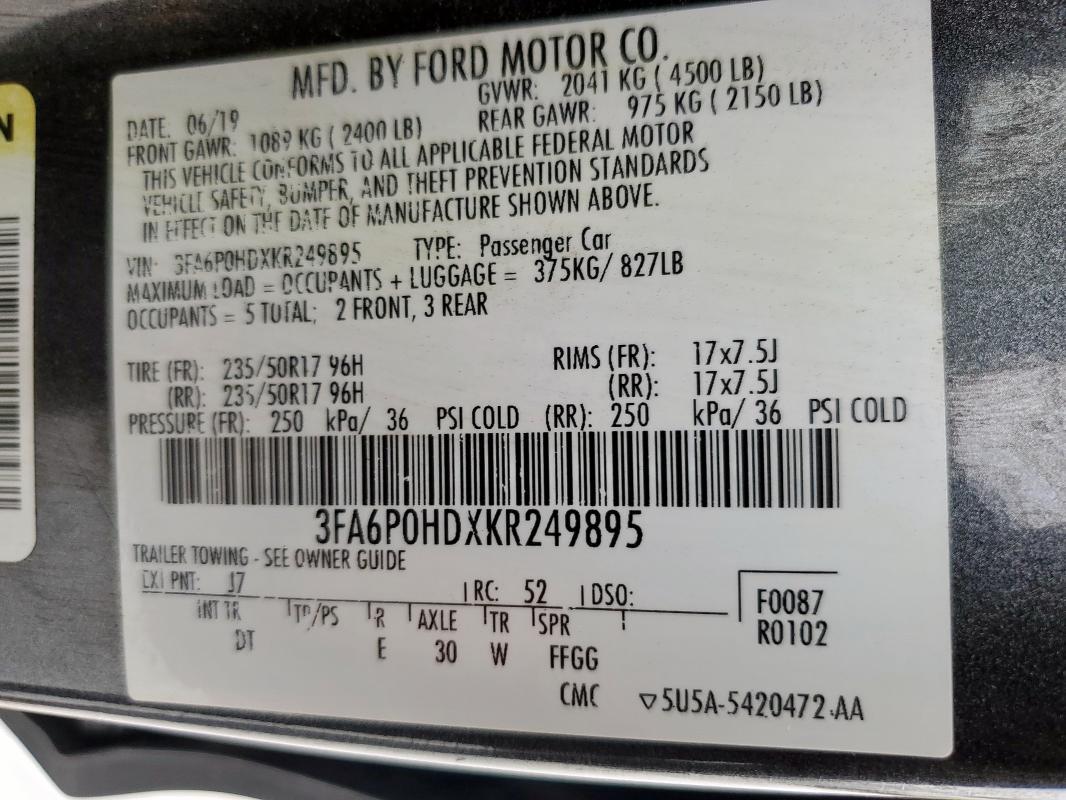 N
MFD. BY FORD MOTOR CO.
DATE: 06/19 GVWR: 2041 KG ( 4500 LB)
FRONT GAWR: 1089 KG ( 2400 LB) REAR GAWR: 975 KG ( 2150 LB)
THIS VEHICLE CONFORMS TO ALL APPLICABLE FEDERAL MOTOR
VEHICLE SAFETY, BUMPER, AND THEFT PREVENTION STANDARDS
IN EFFECT ON THE DATE OF MANUFACTURE SHOWN ABOVE.
VIN: 3FA6P0HDXKR249895 TYPE: Passenger Car
MAXIMUM LOAD = OCCUPANTS + LUGGAGE = 375KG/ 827LB
OCCUPANTS = 5 TOTAL; 2 FRONT, 3 REAR
TIRE (FR): 235/50R17 96H RIMS (FR): 17x7.5J
(RR): 235/50R17 96H (RR): 17x7.5J
PRESSURE (FR): 250 kPa/ 36 PSI COLD (RR): 250 kPa/ 36 PSI COLD
3FA6P0HDXKR249895
TRAILER TOWING - SEE OWNER GUIDE
EXT PNT: J7 RC: 52 DSO: F0087
INT TR TP/PS R AXLE TR SPR R0102
DT E 30 W FFGG
CMC ▽5U5A-5420472-AA